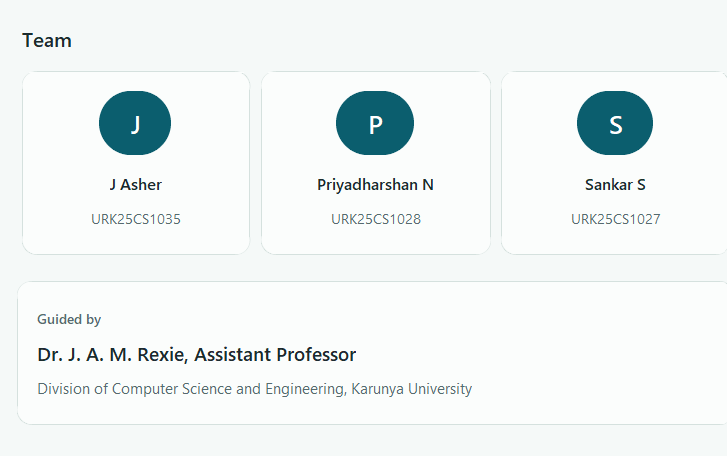 Team
J
P
S
J Asher
Priyadharshan N
Sankar S
URK25CS1035
URK25CS1028
URK25CS1027
Guided by
Dr. J. A. M. Rexie, Assistant Professor
Division of Computer Science and Engineering, Karunya University